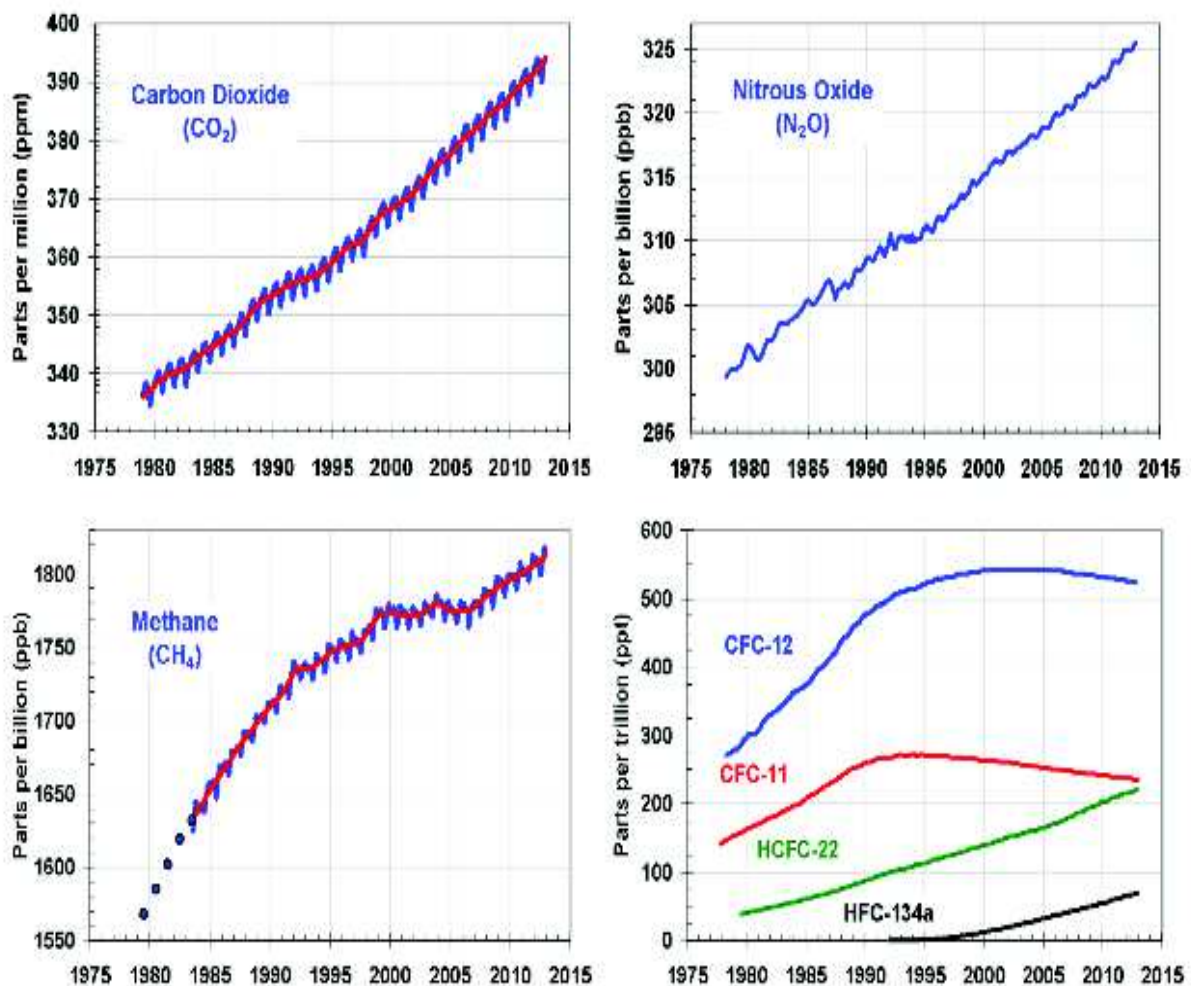 400
390
380
370
360
350
340
330
Parts per million (ppm)
Carbon Dioxide
(CO₂)
1975 1980 1985 1990 1995 2000 2005 2010 2015
325
320
315
310
305
300
295
Parts per billion (ppb)
Nitrous Oxide
(N₂O)
1975 1980 1985 1990 1995 2000 2005 2010 2015
1800
1750
1700
1650
1600
1550
Parts per billion (ppb)
Methane
(CH₄)
1975 1980 1985 1990 1995 2000 2005 2010 2015
600
500
400
300
200
100
0
Parts per trillion (ppt)
CFC-12
CFC-11
HCFC-22
HFC-134a
1975 1980 1985 1990 1995 2000 2005 2010 2015